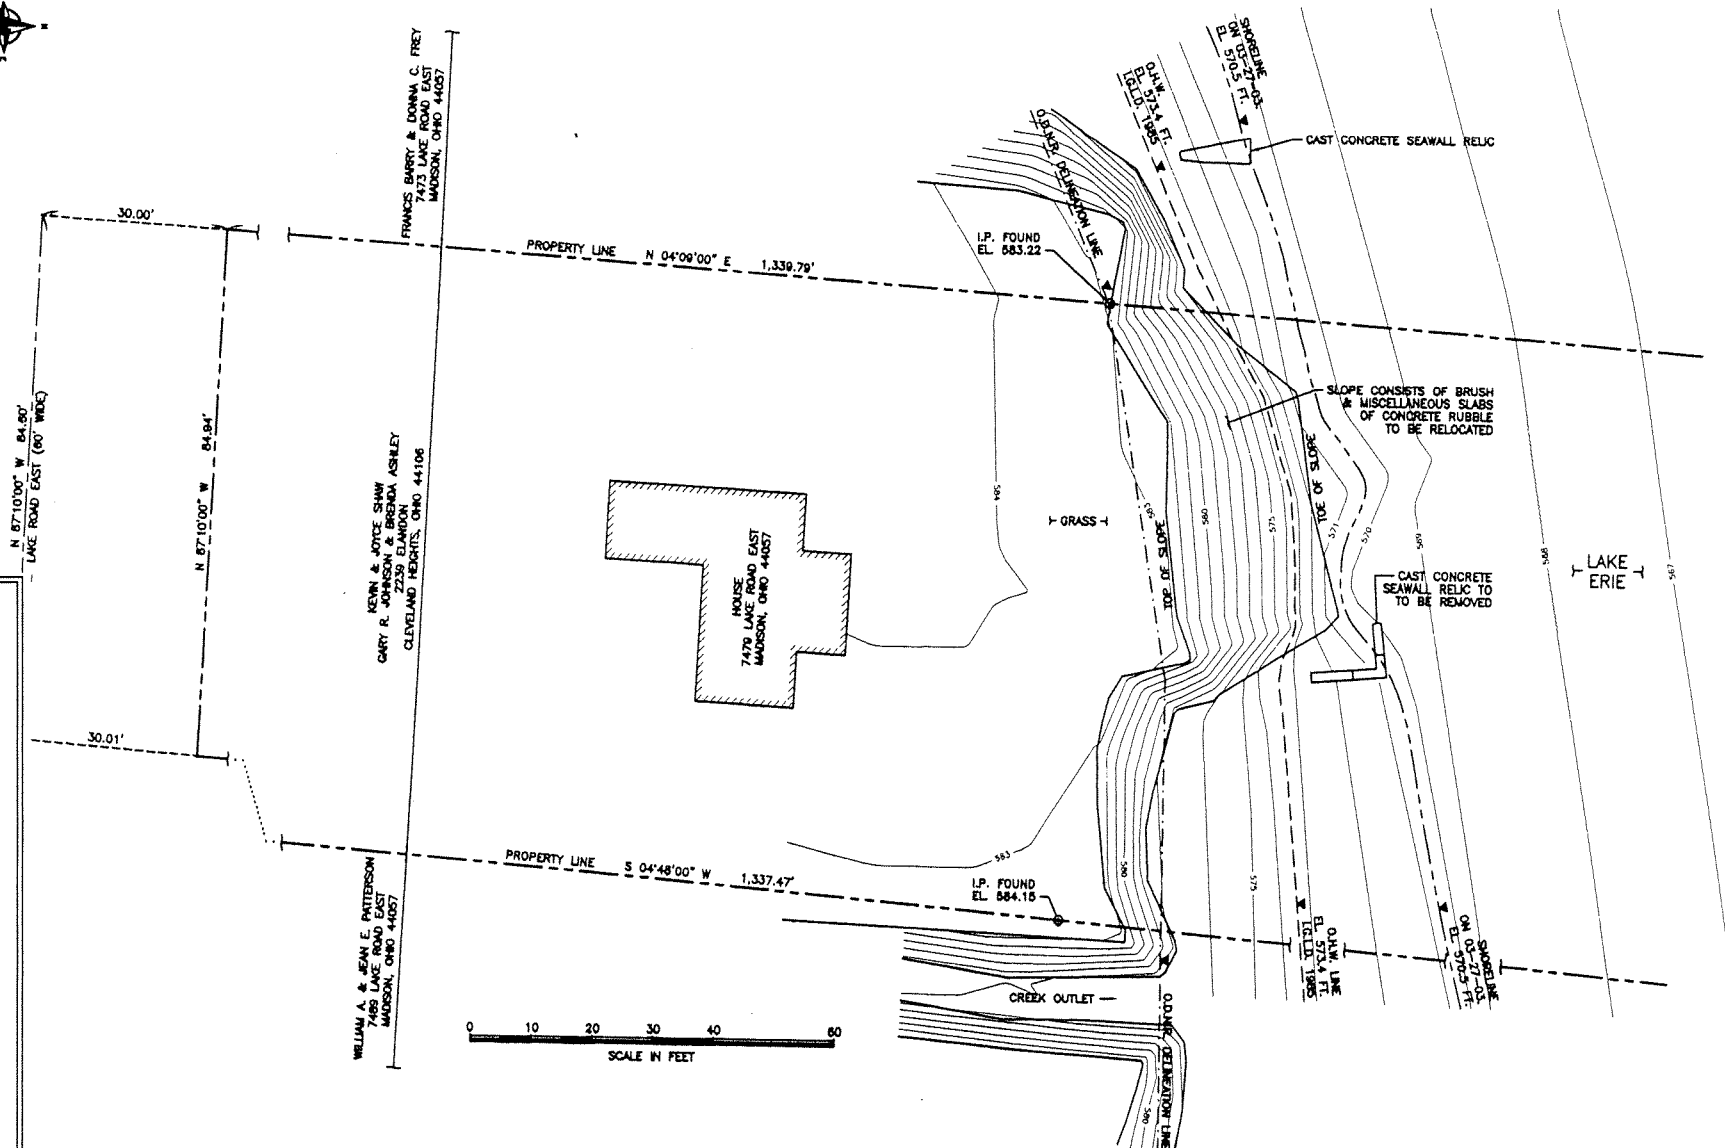 SHORELINE
ON 03-27-03.
EL. 570.5 FT.
O.H.W.
EL. 573.4 FT.
I.G.L.D. 1985
O.D.N.R. DELINEATION LINE
CAST CONCRETE SEAWALL RELIC
FRANCIS BARRY & DONNA C. FREY
7473 LAKE ROAD EAST
MADISON, OHIO 44057
30.00'
PROPERTY LINE N 04°09'00" E 1,339.79'
I.P. FOUND
EL. 583.22
N 87°10'00" W 84.60'
LAKE ROAD EAST (60' WIDE)
N 87°10'00" W 84.94'
KEVIN & JOYCE SHAW
GARY R. JOHNSON & BRENDA ASHLEY
2239 ELANDON
CLEVELAND HEIGHTS, OHIO 44106
HOUSE
7479 LAKE ROAD EAST
MADISON, OHIO 44057
584
GRASS
583
TOP OF SLOPE
580
575
TOE OF SLOPE
571
570
569
568
567
SLOPE CONSISTS OF BRUSH
& MISCELLANEOUS SLABS
OF CONCRETE RUBBLE
TO BE RELOCATED
LAKE
ERIE
CAST CONCRETE
SEAWALL RELIC TO
TO BE REMOVED
30.01'
PROPERTY LINE S 04°48'00" W 1,337.47'
583
580
575
I.P. FOUND
EL. 584.15
WILLIAM A. & JEAN E. PATTERSON
7489 LAKE ROAD EAST
MADISON, OHIO 44057
O.H.W. LINE
EL. 573.4 FT.
I.G.L.D. 1985
SHORELINE
ON 03-27-03.
EL. 570.5 FT.
CREEK OUTLET
O.D.N.R. DELINEATION LINE
580
0 10 20 30 40 60
SCALE IN FEET